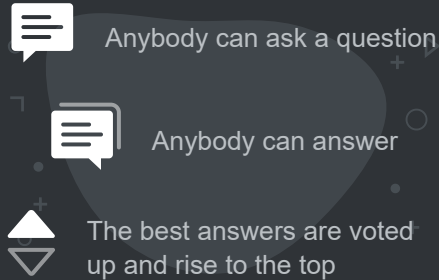 Anybody can ask a question
Anybody can answer
The best answers are voted
up and rise to the top